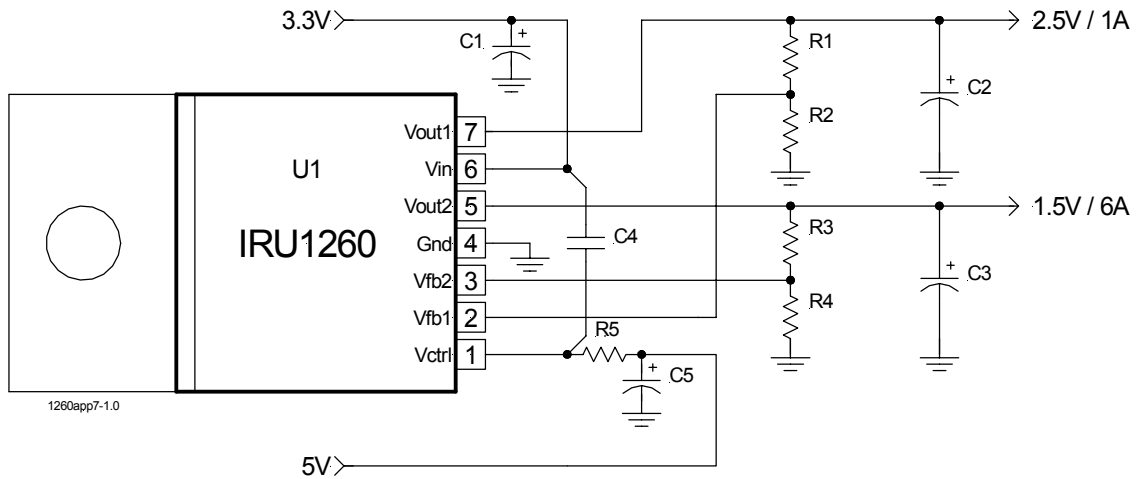 3.3V
2.5V / 1A
C1
+
R1
+
C2
R2
Vout1
7
U1
Vin
6
Vout2
5
1.5V / 6A
R3
IRU1260
Gnd
4
C4
+
C3
Vfb2
3
R4
Vfb1
2
R5
Vctrl
1
+
C5
1260app7-1.0
5V